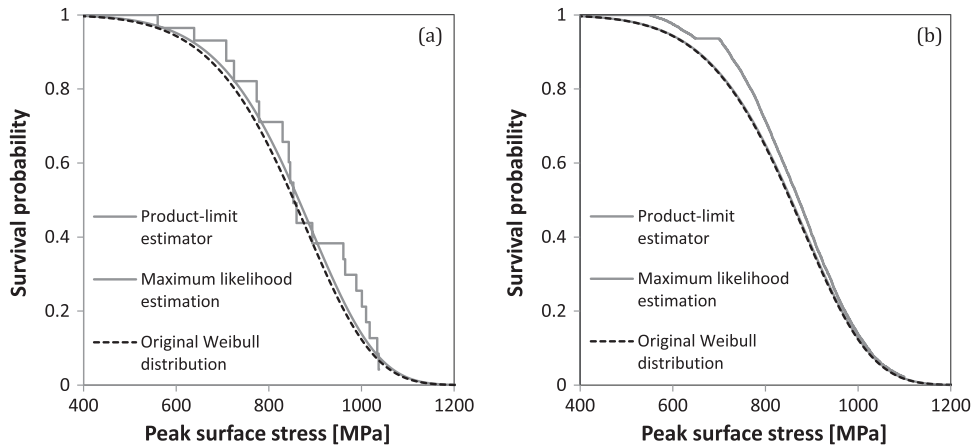 1
0.8
0.6
0.4
0.2
0
Survival probability
(a)
Product-limit
estimator
Maximum likelihood
estimation
Original Weibull
distribution
400 600 800 1000 1200
Peak surface stress [MPa]
1
0.8
0.6
0.4
0.2
0
Survival probability
(b)
Product-limit
estimator
Maximum likelihood
estimation
Original Weibull
distribution
400 600 800 1000 1200
Peak surface stress [MPa]